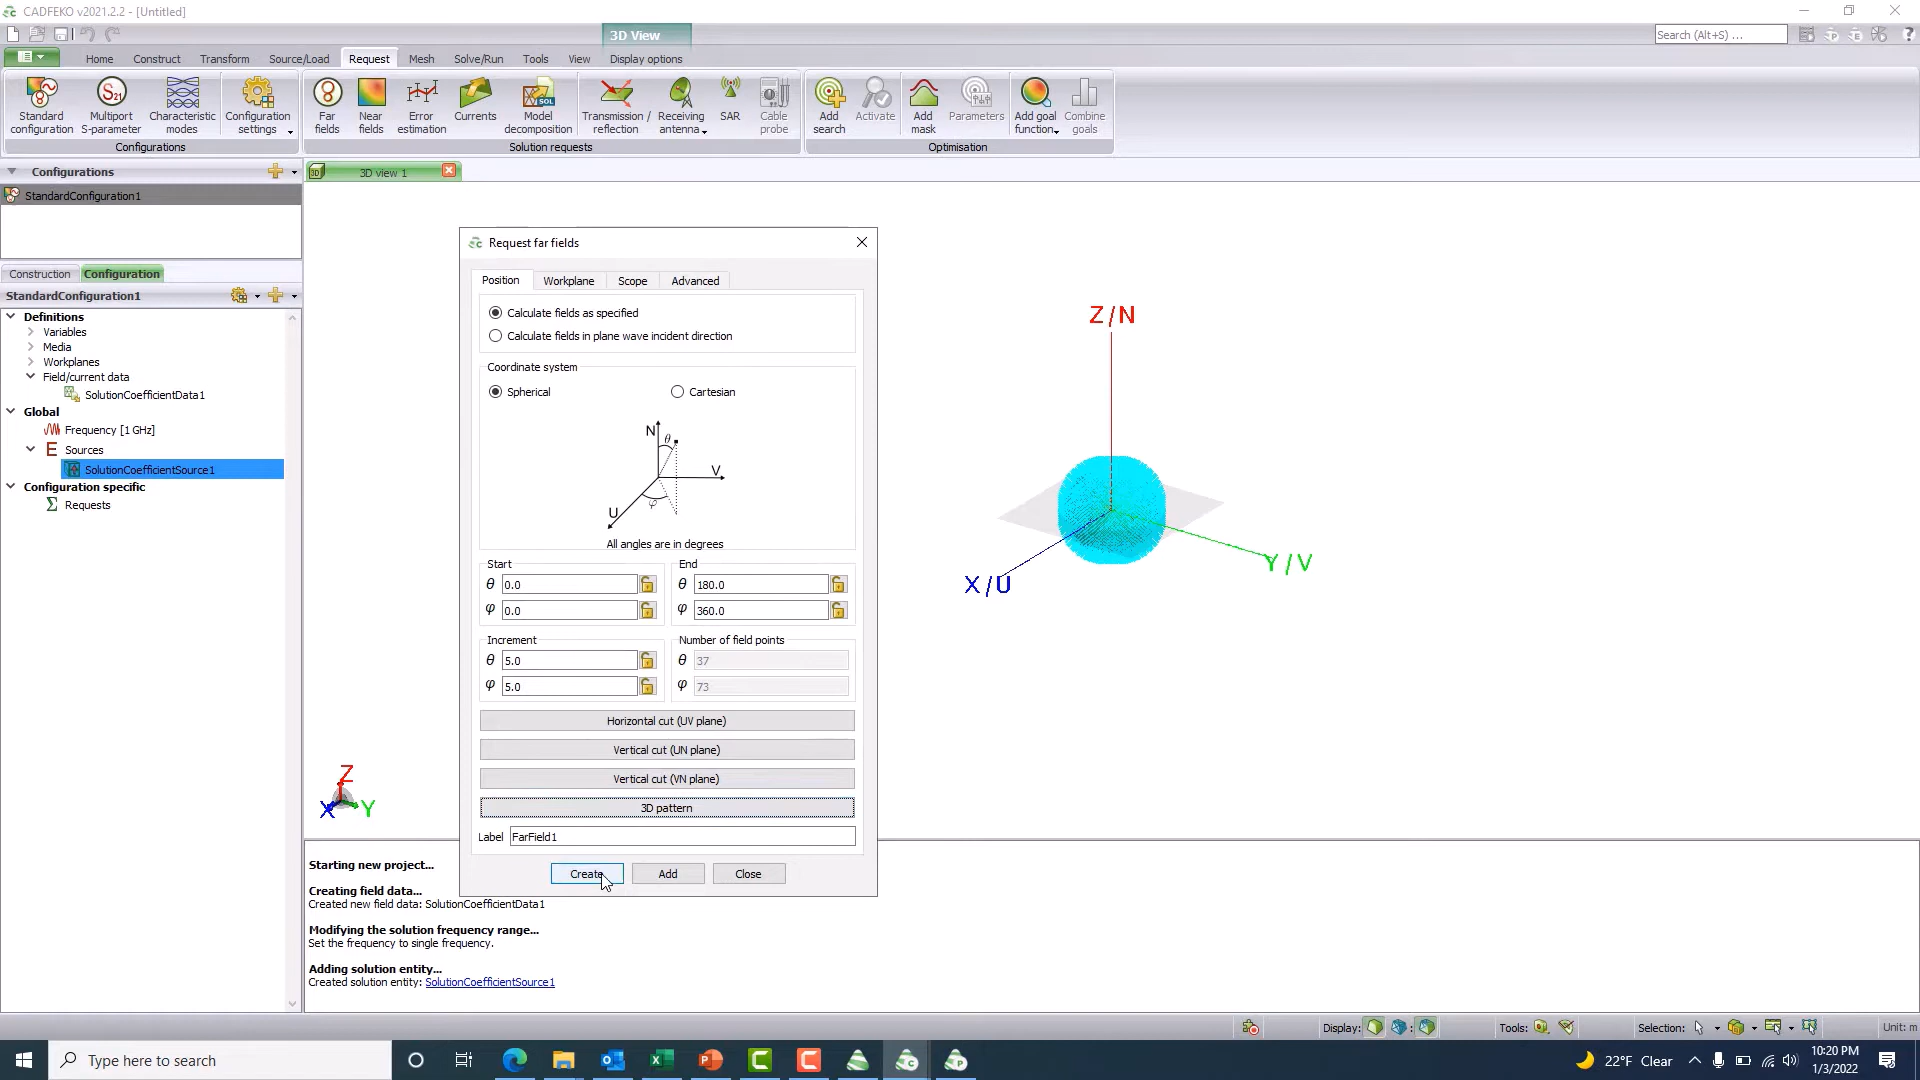 CADFEKO v2021.2.2 - [Untitled]
3D View
Search (Alt+S) ...
Home Construct Transform Source/Load Request Mesh Solve/Run Tools View Display options
Standard configuration
Multiport S-parameter
Characteristic modes
Configuration settings
Far fields
Near fields
Error estimation
Currents
Model decomposition
Transmission / reflection
Receiving antenna
SAR
Cable probe
Add search
Activate
Add mask
Parameters
Add goal function
Combine goals
Configurations
Solution requests
Optimisation
Configurations
StandardConfiguration1
3D view 1
Construction Configuration
StandardConfiguration1
Definitions
Variables
Media
Workplanes
Field/current data
SolutionCoefficientData1
Global
Frequency [1 GHz]
Sources
SolutionCoefficientSource1
Configuration specific
Requests
Request far fields
Position Workplane Scope Advanced
Calculate fields as specified
Calculate fields in plane wave incident direction
Coordinate system
Spherical Cartesian
N
θ
V
U
φ
All angles are in degrees
Start End
θ 0.0 θ 180.0
φ 0.0 φ 360.0
Increment Number of field points
θ 5.0 θ 37
φ 5.0 φ 73
Horizontal cut (UV plane)
Vertical cut (UN plane)
Vertical cut (VN plane)
3D pattern
Label FarField1
Create Add Close
Z/N
X/U
Y/V
Z
X
Y
Starting new project...
Creating field data...
Created new field data: SolutionCoefficientData1
Modifying the solution frequency range...
Set the frequency to single frequency.
Adding solution entity...
Created solution entity: SolutionCoefficientSource1
Display: Tools: Selection: Unit: m
Type here to search
22°F Clear
10:20 PM
1/3/2022